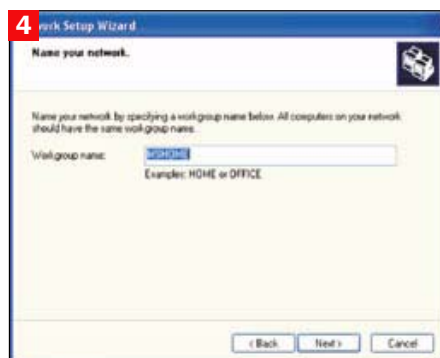 4
work Setup Wizard
Name your network.
Name your network by specifying a workgroup name below. All computers on your network
should have the same workgroup name.
Workgroup name:
MSHOME
Examples: HOME or OFFICE
< Back
Next >
Cancel